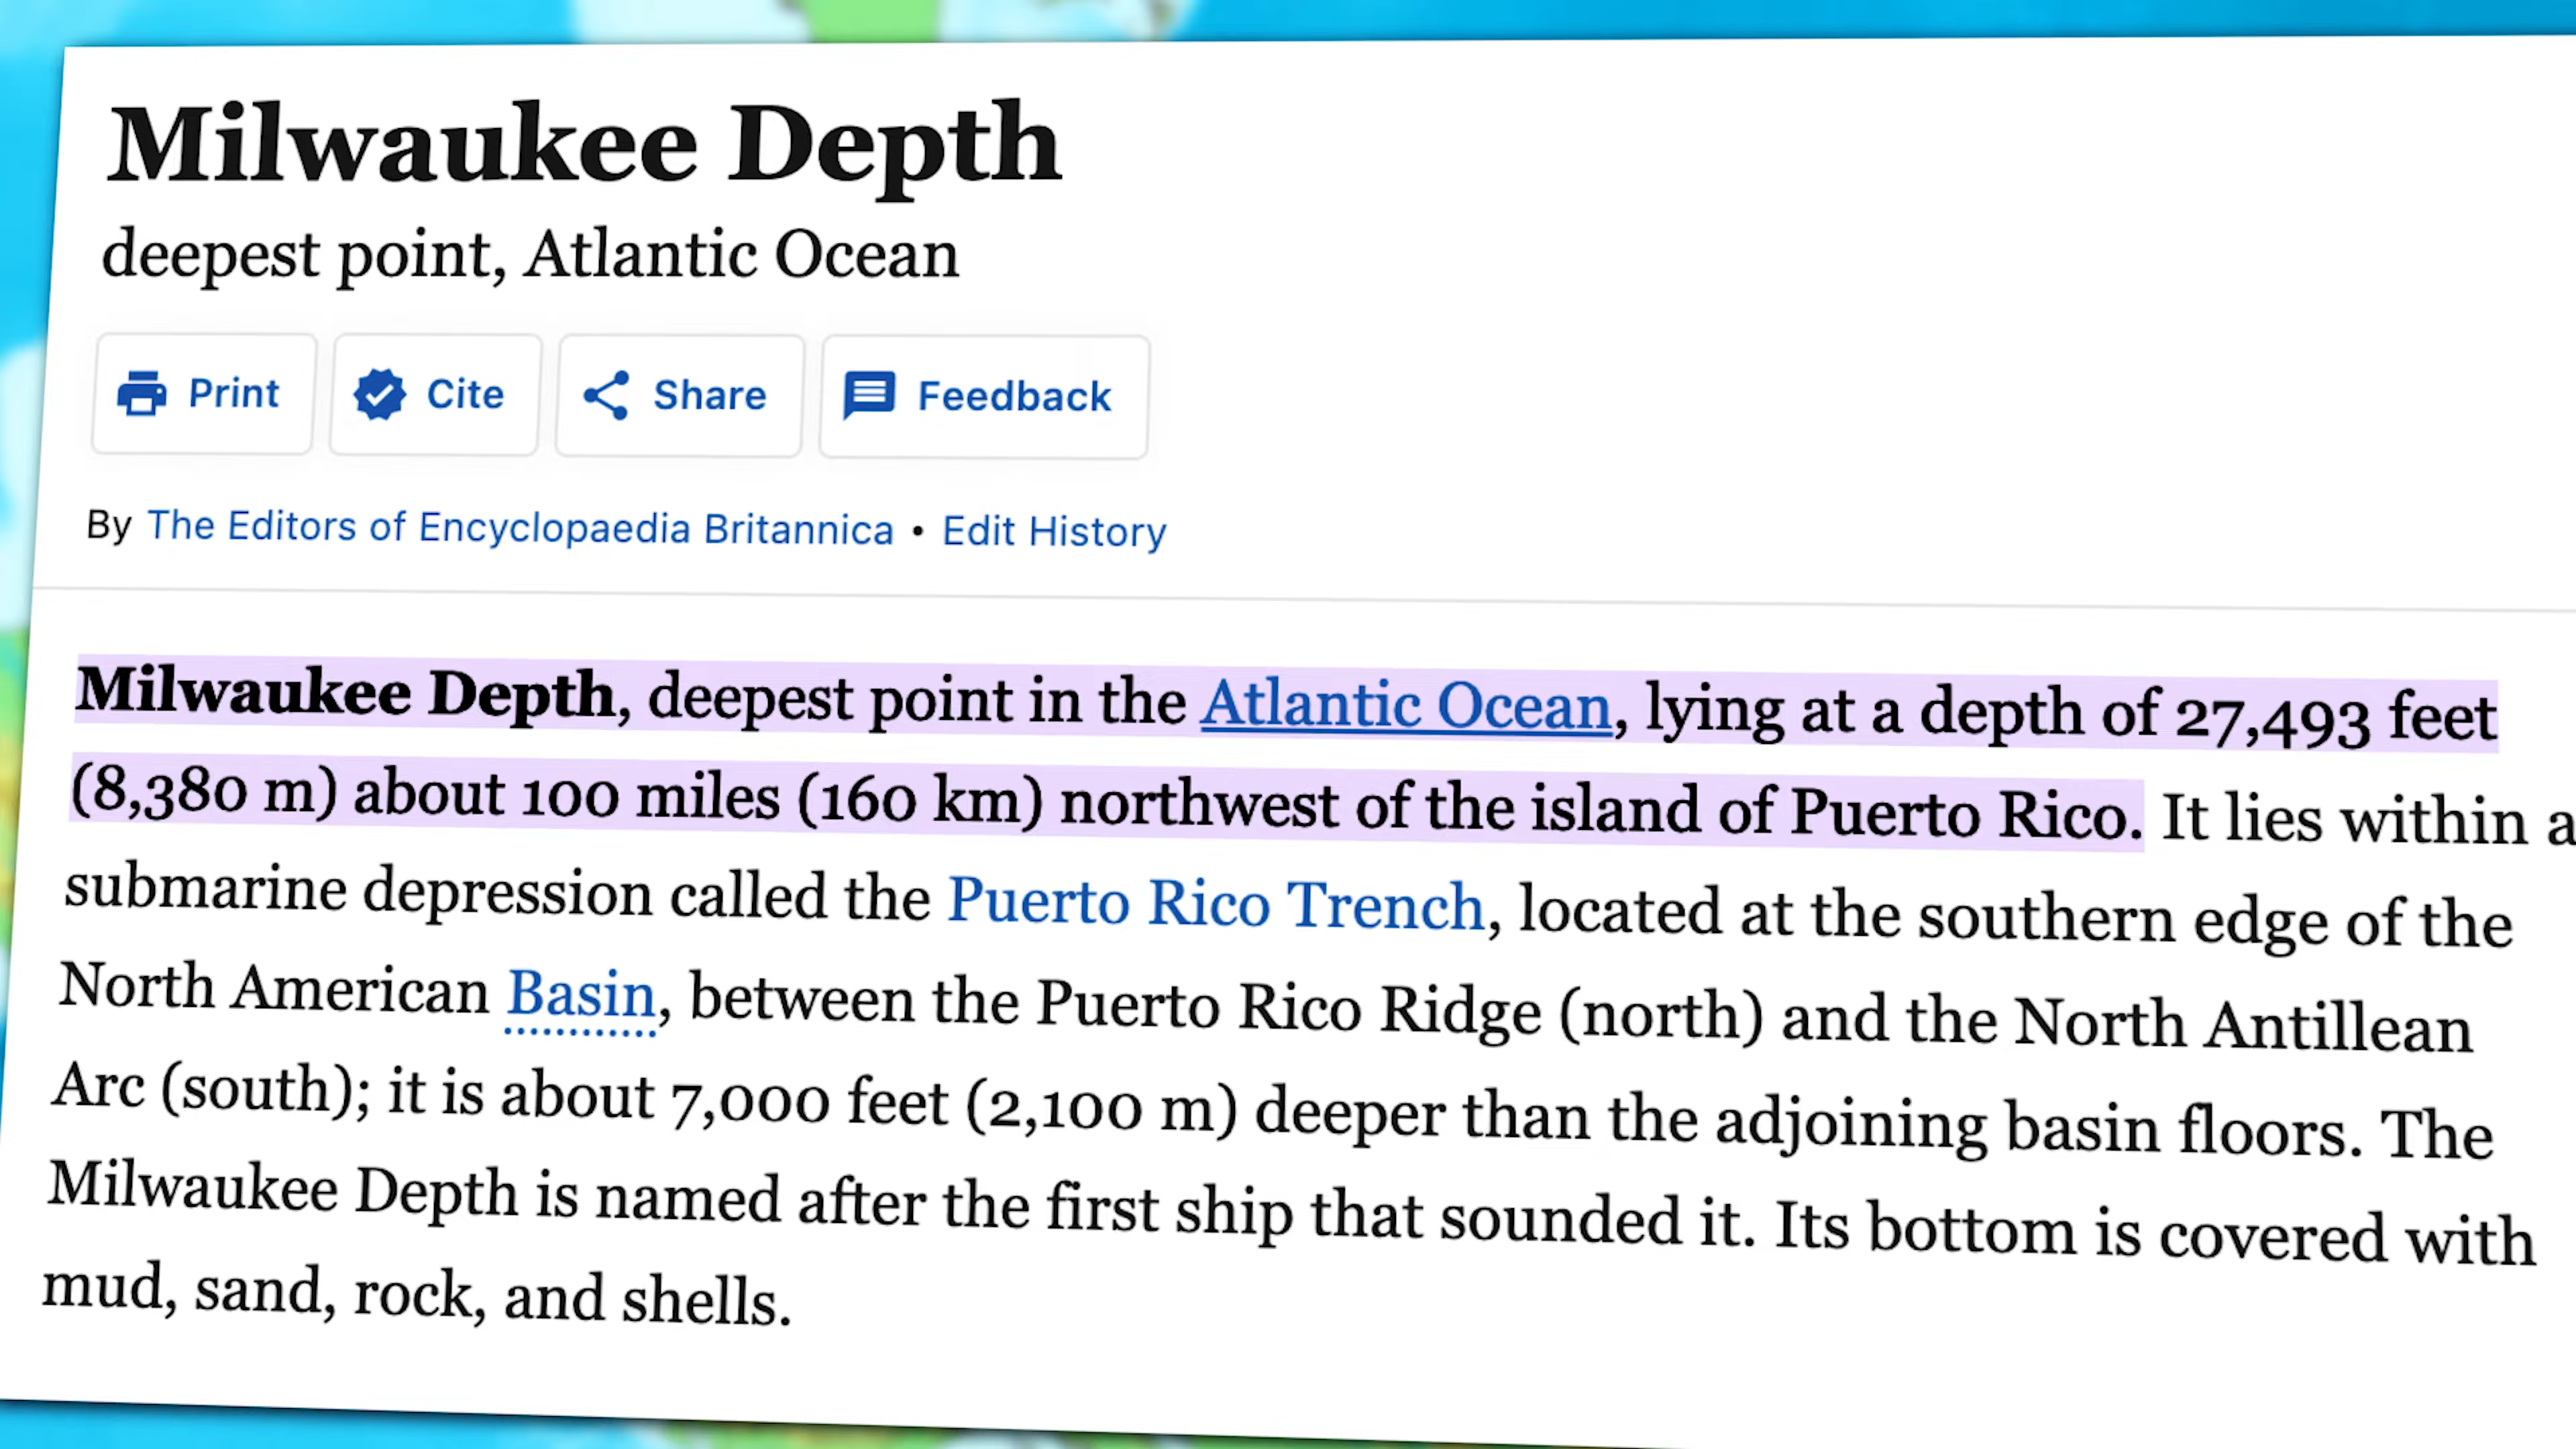 Milwaukee Depth
deepest point, Atlantic Ocean
Print Cite Share Feedback
By The Editors of Encyclopaedia Britannica • Edit History
Milwaukee Depth, deepest point in the Atlantic Ocean, lying at a depth of 27,493 feet
(8,380 m) about 100 miles (160 km) northwest of the island of Puerto Rico. It lies within a
submarine depression called the Puerto Rico Trench, located at the southern edge of the
North American Basin, between the Puerto Rico Ridge (north) and the North Antillean
Arc (south); it is about 7,000 feet (2,100 m) deeper than the adjoining basin floors. The
Milwaukee Depth is named after the first ship that sounded it. Its bottom is covered with
mud, sand, rock, and shells.